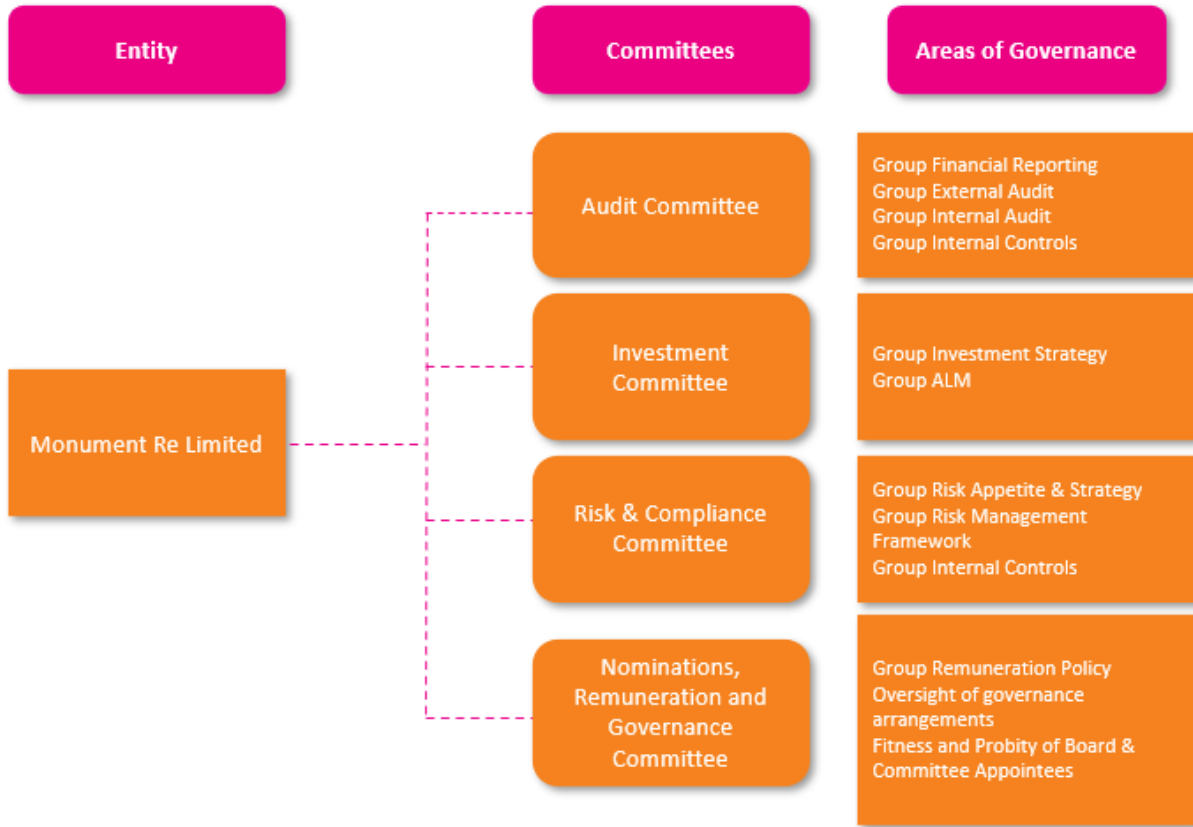 Entity
Committees
Areas of Governance
Monument Re Limited
Audit Committee
Group Financial Reporting
Group External Audit
Group Internal Audit
Group Internal Controls
Investment
Committee
Group Investment Strategy
Group ALM
Risk & Compliance
Committee
Group Risk Appetite & Strategy
Group Risk Management
Framework
Group Internal Controls
Nominations,
Remuneration and
Governance
Committee
Group Remuneration Policy
Oversight of governance
arrangements
Fitness and Probity of Board &
Committee Appointees